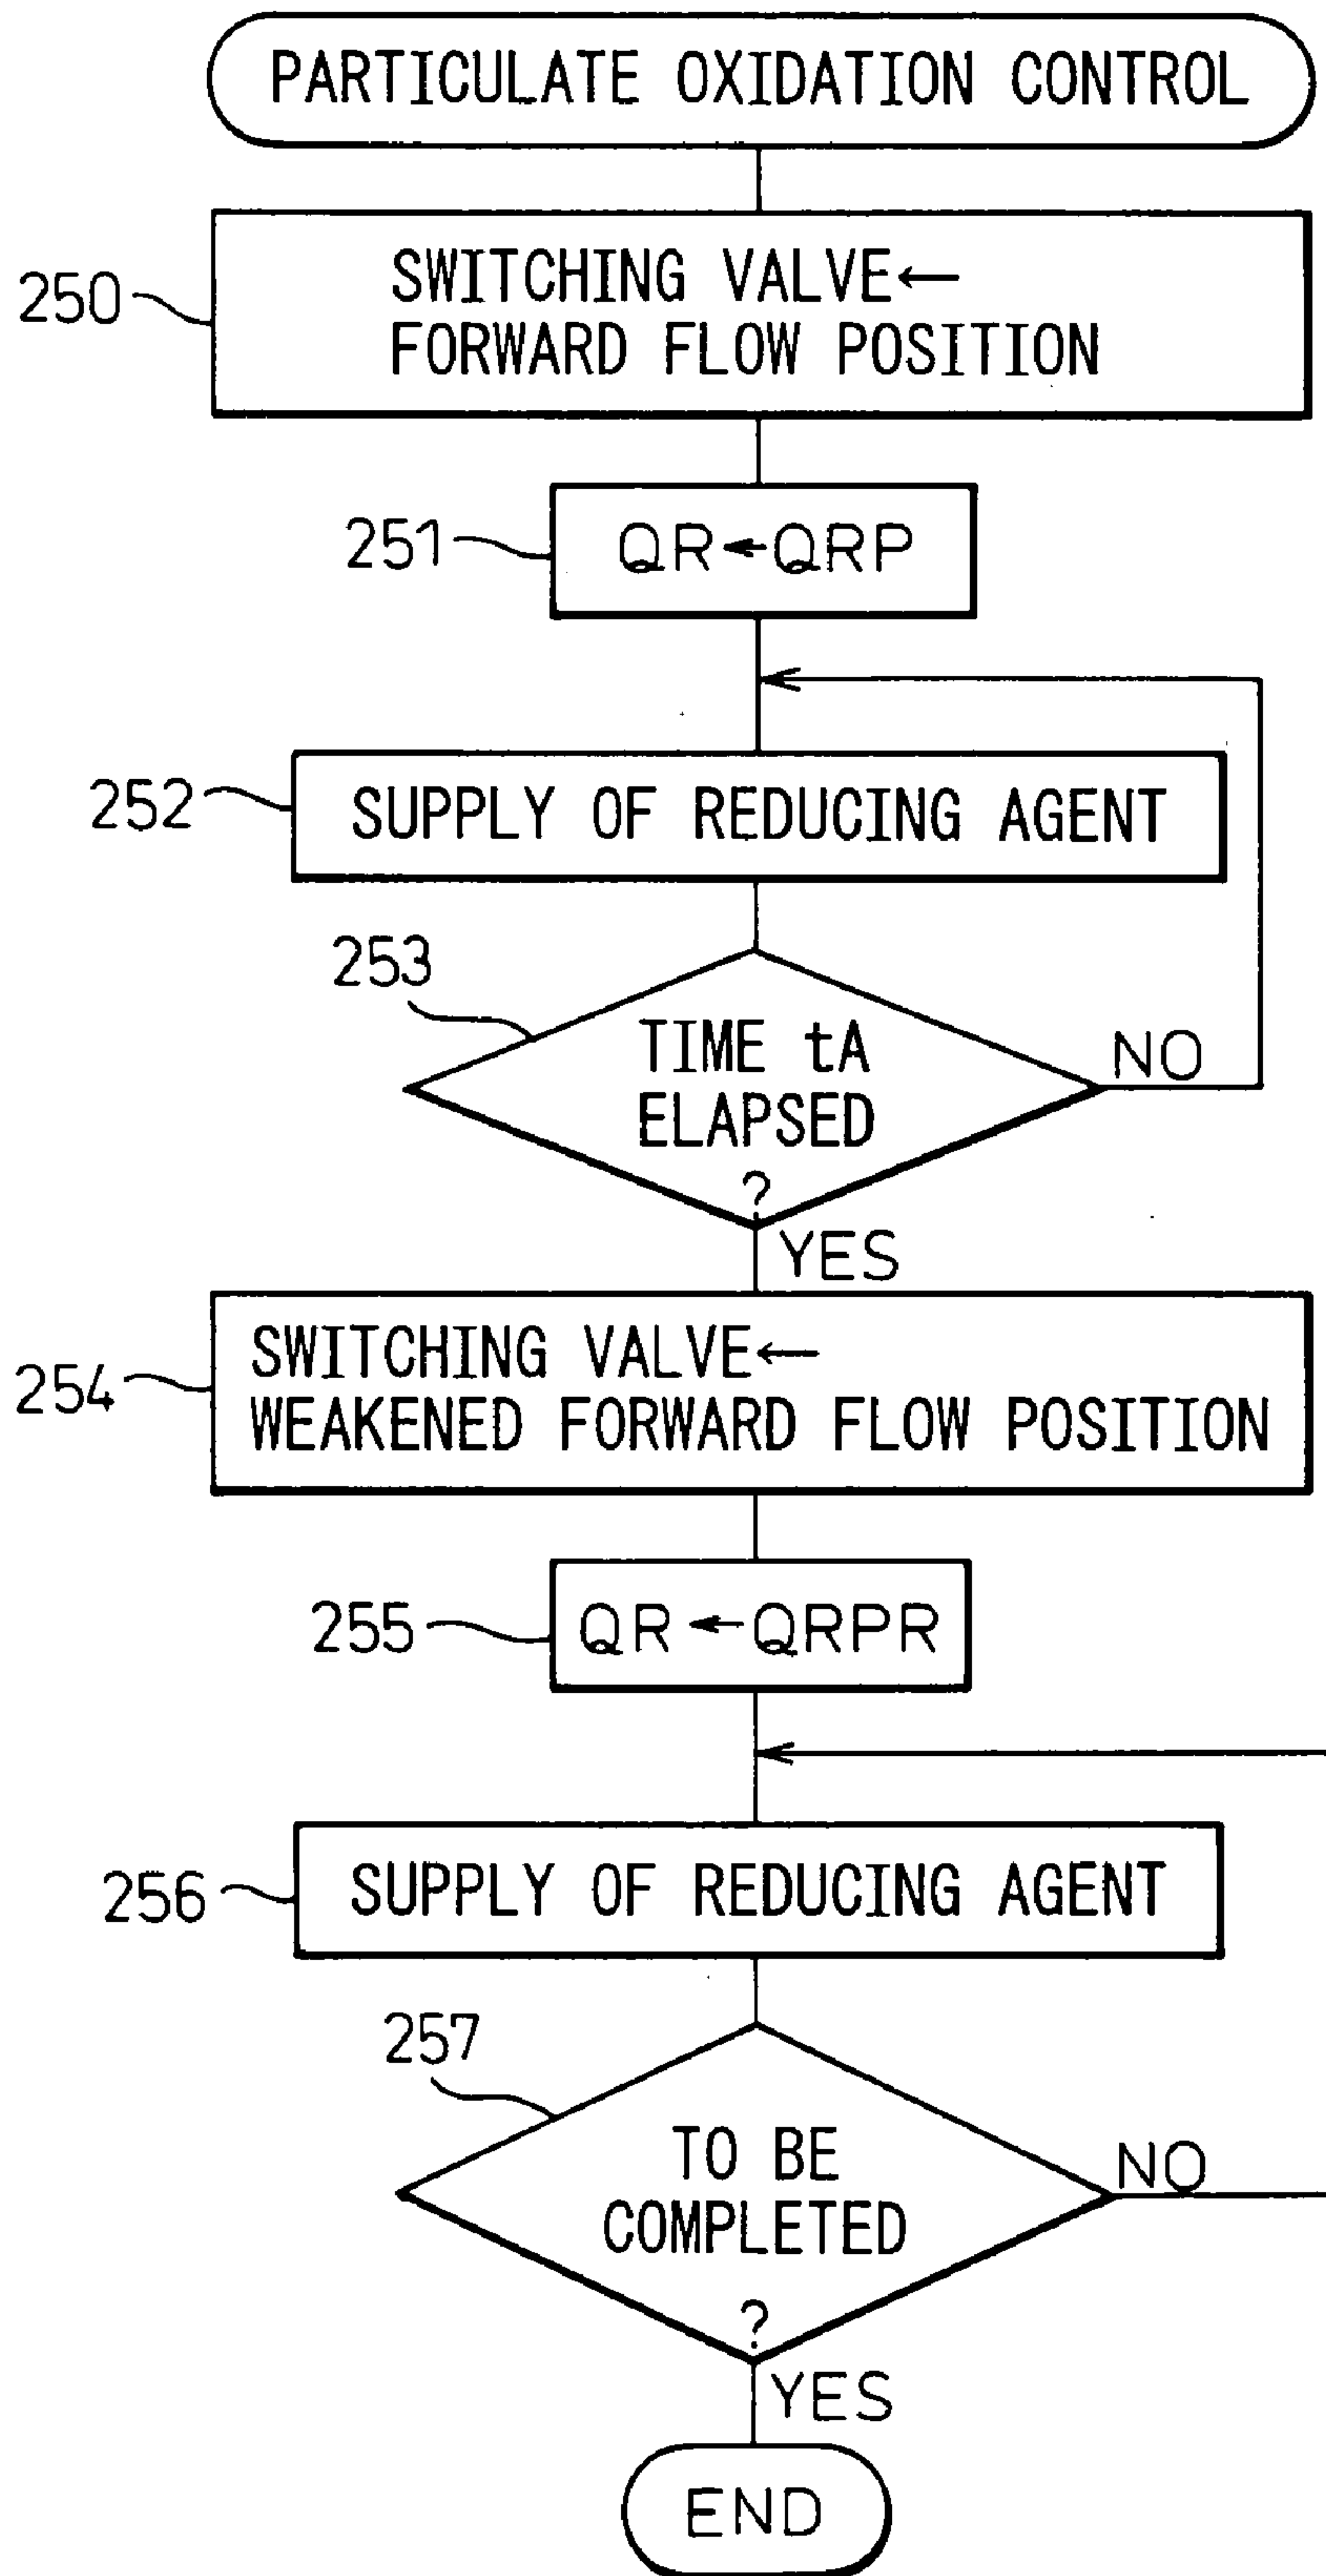 PARTICULATE OXIDATION CONTROL
250
SWITCHING VALVE←
FORWARD FLOW POSITION
251
QR←QRP
252
SUPPLY OF REDUCING AGENT
253
TIME tA
ELAPSED
?
NO
YES
254
SWITCHING VALVE←
WEAKENED FORWARD FLOW POSITION
255
QR←QRPR
256
SUPPLY OF REDUCING AGENT
257
TO BE
COMPLETED
?
NO
YES
END